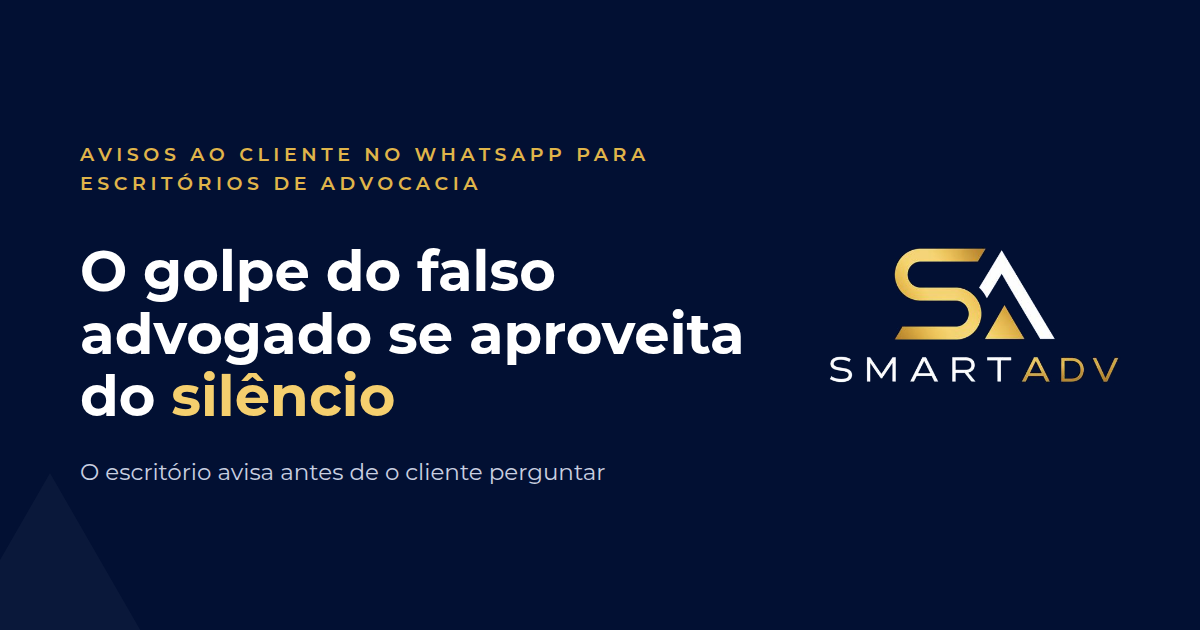 AVISOS AO CLIENTE NO WHATSAPP PARA
ESCRITÓRIOS DE ADVOCACIA
O golpe do falso
advogado se aproveita
do silêncio
O escritório avisa antes de o cliente perguntar
SA
SMARTADV